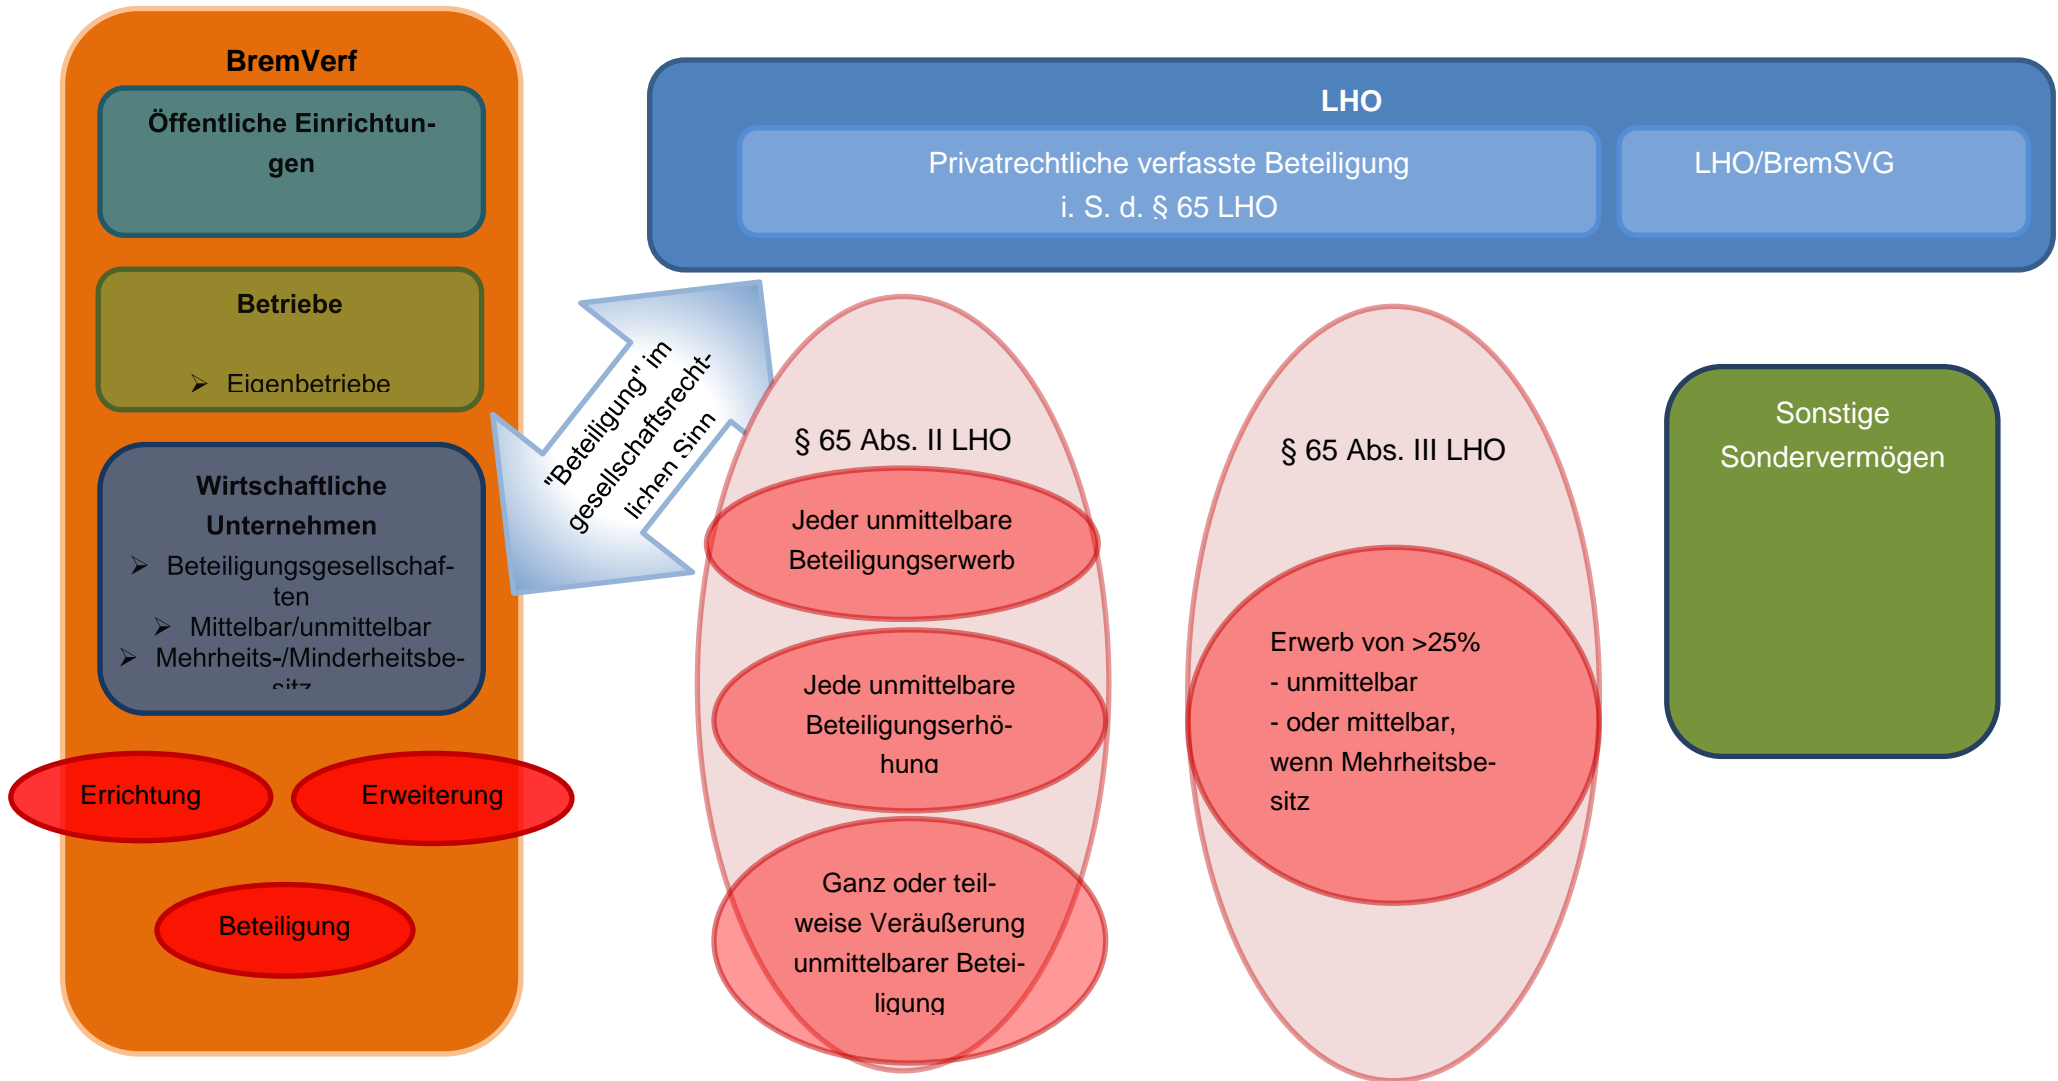 BremVerf
Öffentliche Einrichtun-
gen
Betriebe
➢ Eigenbetriebe
Wirtschaftliche
Unternehmen
➢ Beteiligungsgesellschaf-
ten
➢ Mittelbar/unmittelbar
➢ Mehrheits-/Minderheitsbe-
sitz
Errichtung
Erweiterung
Beteiligung
"Beteiligung" im
gesellschaftsrecht-
lichen Sinn
LHO
Privatrechtliche verfasste Beteiligung
i. S. d. § 65 LHO
LHO/BremSVG
§ 65 Abs. II LHO
Jeder unmittelbare
Beteiligungserwerb
Jede unmittelbare
Beteiligungserhö-
hung
Ganz oder teil-
weise Veräußerung
unmittelbarer Betei-
ligung
§ 65 Abs. III LHO
Erwerb von >25%
- unmittelbar
- oder mittelbar,
wenn Mehrheitsbe-
sitz
Sonstige
Sondervermögen